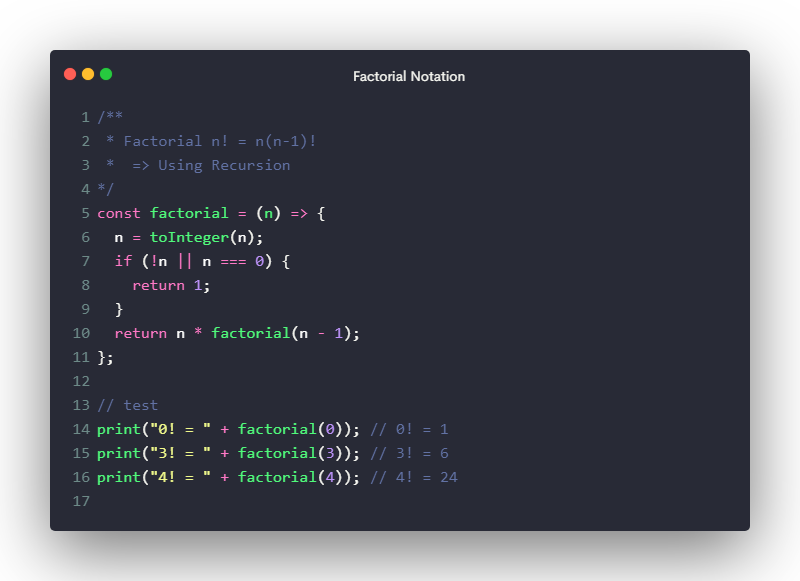 Factorial Notation
1 /**
2  * Factorial n! = n(n-1)!
3  *  => Using Recursion
4 */
5 const factorial = (n) => {
6   n = toInteger(n);
7   if (!n || n === 0) {
8     return 1;
9   }
10   return n * factorial(n - 1);
11 };
12
13 // test
14 print("0! = " + factorial(0)); // 0! = 1
15 print("3! = " + factorial(3)); // 3! = 6
16 print("4! = " + factorial(4)); // 4! = 24
17